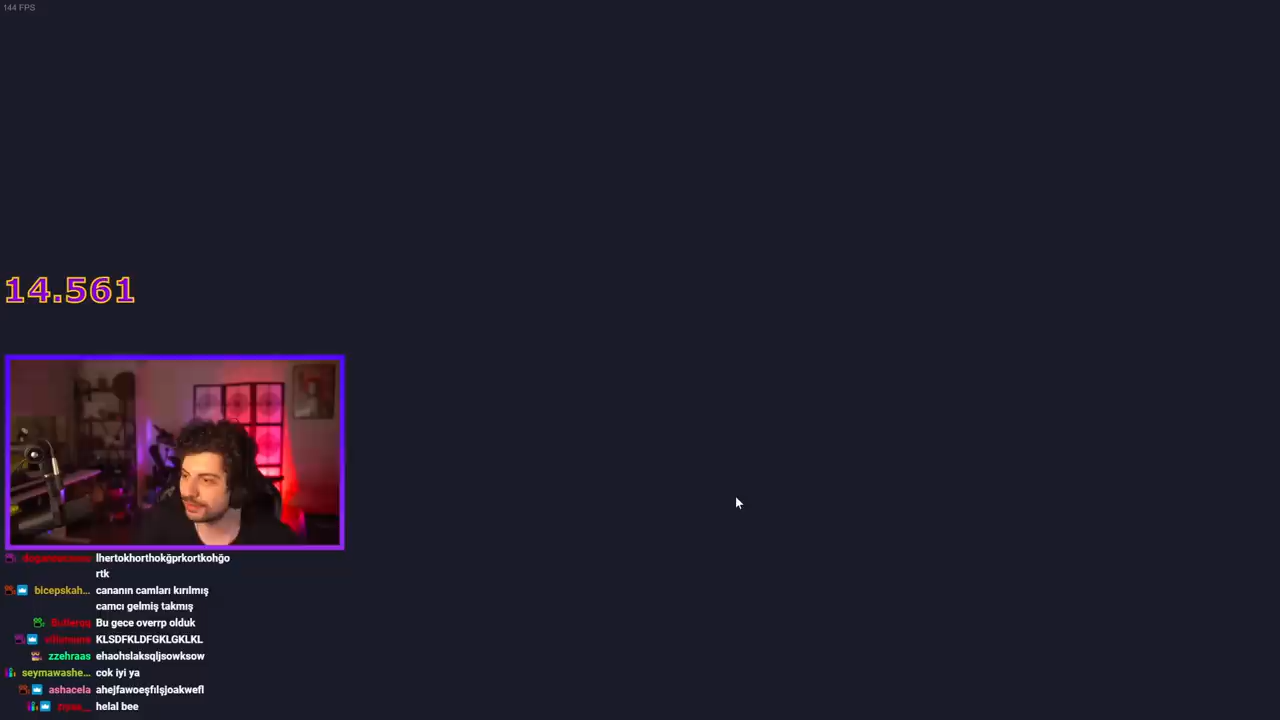 144 FPS
14.561
lhertokhorthokğprkortkohğo
rtk
bicepskah... cananın camları kırılmış
camcı gelmiş takmış
Butlerqq Bu gece overrp olduk
KLSDFKLDFGKLGKLKL
zzehraas ehaohslaksqljsowksow
seymawashe... cok iyi ya
ashacela ahejfawoeşfılşjoakwefl
helal bee